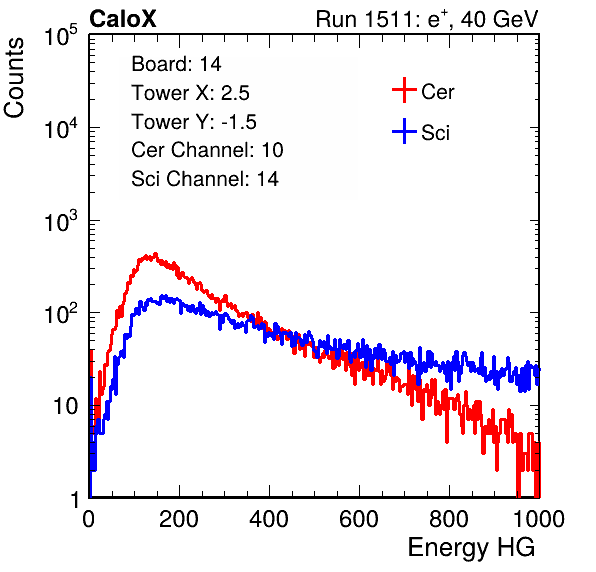 CaloX Run 1511: e⁺, 40 GeV
Counts
Board: 14
Tower X: 2.5
Tower Y: -1.5
Cer Channel: 10
Sci Channel: 14
Cer
Sci
10⁵
10⁴
10³
10²
10
1
0 200 400 600 800 1000
Energy HG